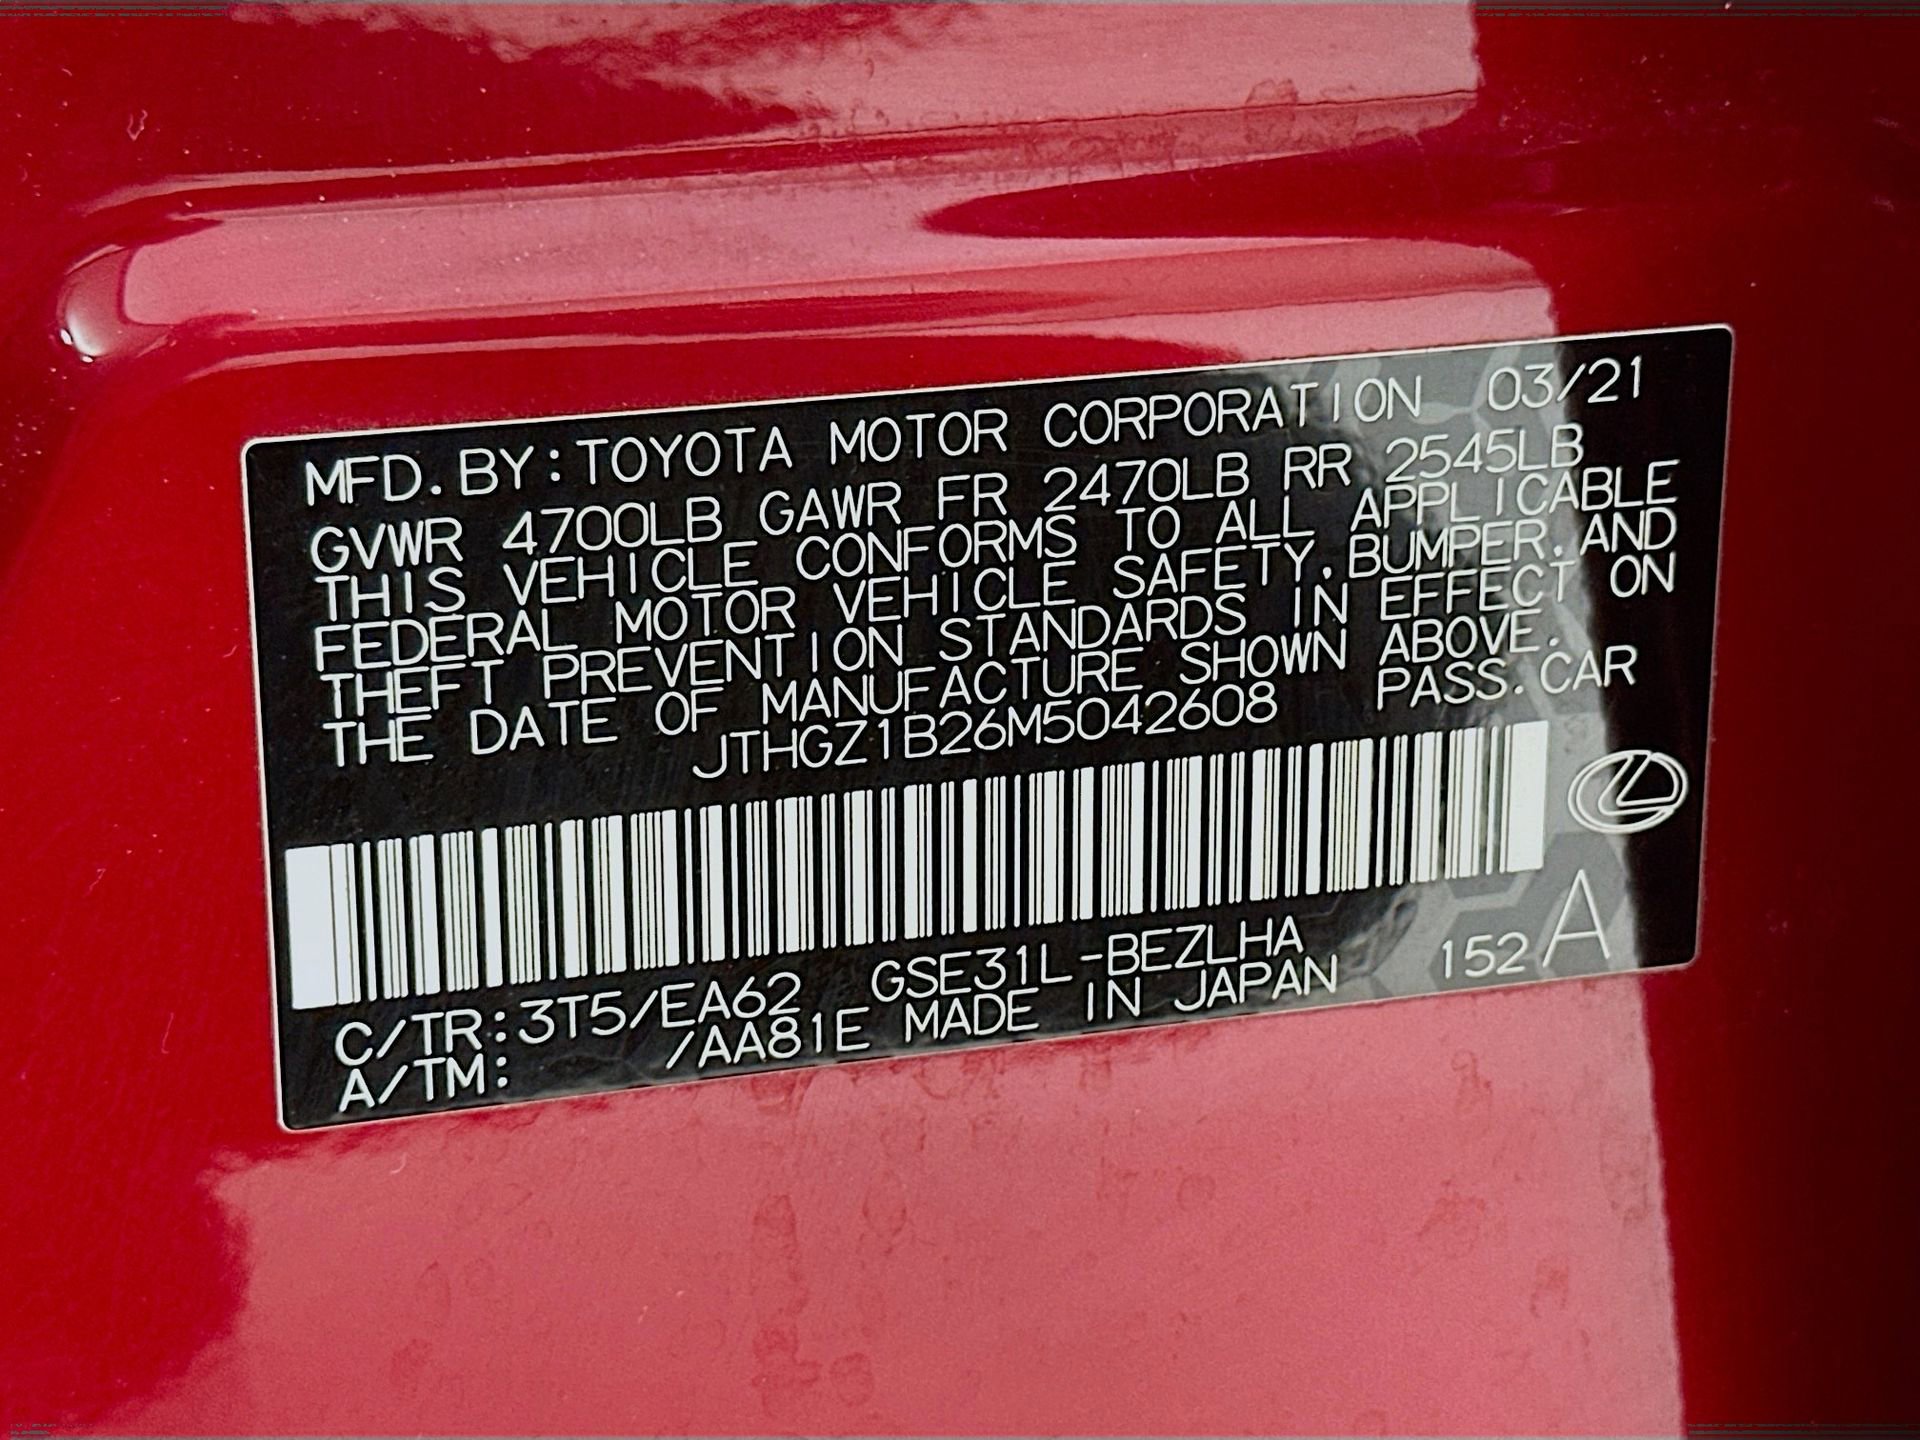 MFD. BY: TOYOTA MOTOR CORPORATION 03/21
GVWR 4700LB GAWR FR 2470LB RR 2545LB
THIS VEHICLE CONFORMS TO ALL APPLICABLE
FEDERAL MOTOR VEHICLE SAFETY, BUMPER, AND
THEFT PREVENTION STANDARDS IN EFFECT ON
THE DATE OF MANUFACTURE SHOWN ABOVE.
JTHGZ1B26M5042608 PASS. CAR
C/TR: 3T5/EA62 GSE31L-BEZLHA
A/TM: /AA81E MADE IN JAPAN 152 A